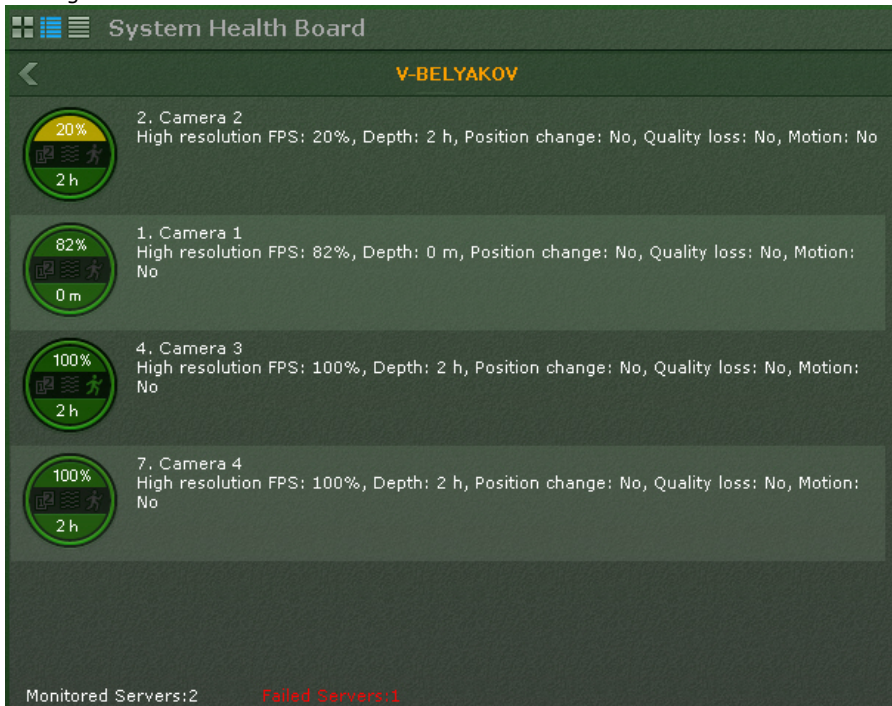 System Health Board
V-BELYAKOV
20%
2 h
2. Camera 2
High resolution FPS: 20%, Depth: 2 h, Position change: No, Quality loss: No, Motion: No
82%
0 m
1. Camera 1
High resolution FPS: 82%, Depth: 0 m, Position change: No, Quality loss: No, Motion:
No
100%
2 h
4. Camera 3
High resolution FPS: 100%, Depth: 2 h, Position change: No, Quality loss: No, Motion:
No
100%
2 h
7. Camera 4
High resolution FPS: 100%, Depth: 2 h, Position change: No, Quality loss: No, Motion:
No
Monitored Servers:2
Failed Servers:1